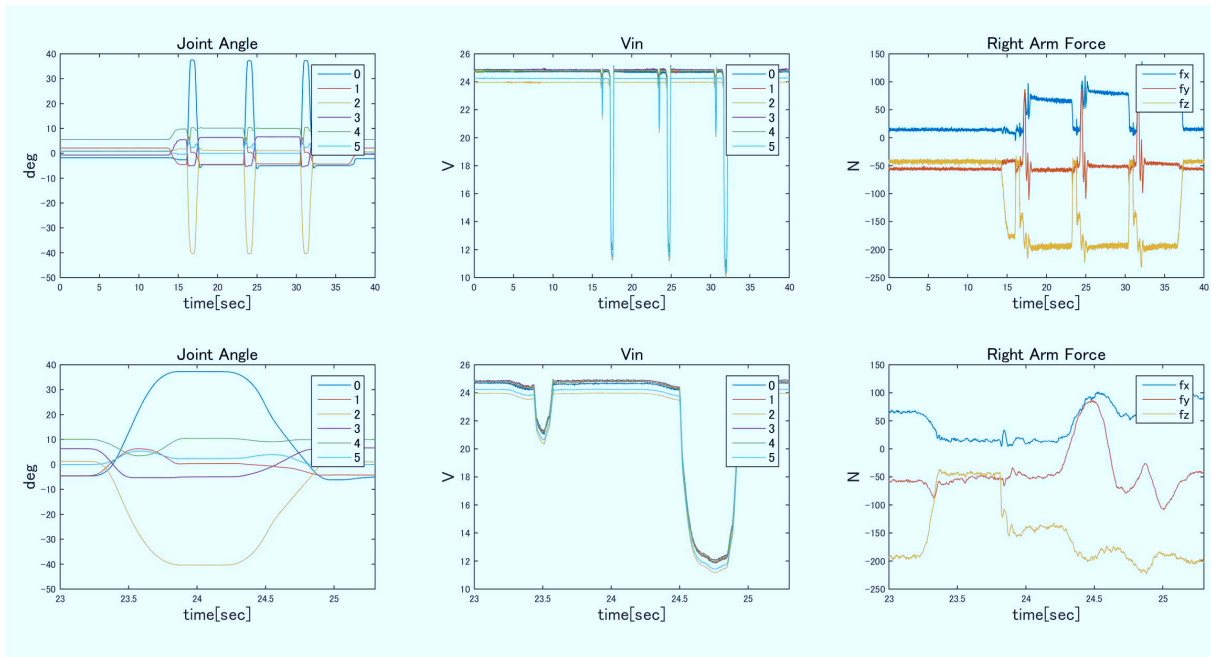 Joint Angle
deg
40
30
20
10
0
-10
-20
-30
-40
-50
0 5 10 15 20 25 30 35 40
time[sec]
0
1
2
3
4
5
Vin
V
26
24
22
20
18
16
14
12
10
0 5 10 15 20 25 30 35 40
time[sec]
0
1
2
3
4
5
Right Arm Force
N
150
100
50
0
-50
-100
-150
-200
-250
0 5 10 15 20 25 30 35 40
time[sec]
fx
fy
fz
Joint Angle
deg
40
30
20
10
0
-10
-20
-30
-40
-50
23 23.5 24 24.5 25
time[sec]
0
1
2
3
4
5
Vin
V
26
24
22
20
18
16
14
12
10
23 23.5 24 24.5 25
time[sec]
0
1
2
3
4
5
Right Arm Force
N
150
100
50
0
-50
-100
-150
-200
-250
23 23.5 24 24.5 25
time[sec]
fx
fy
fz